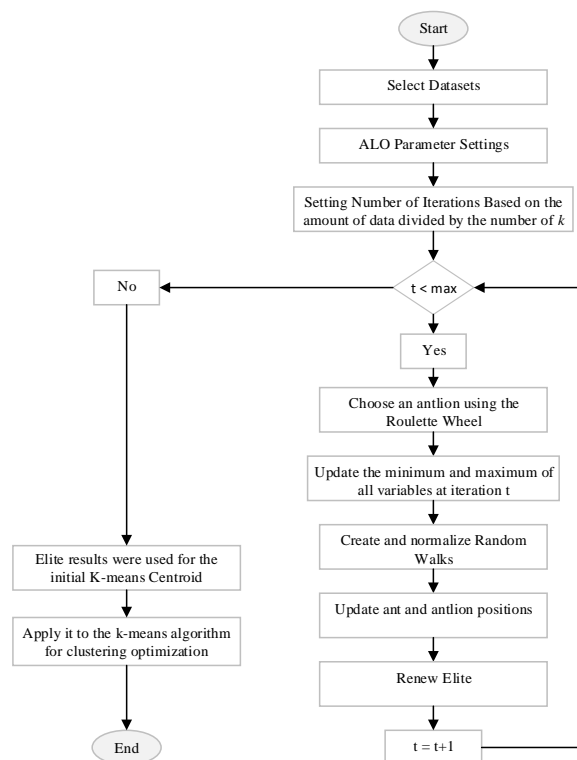 Start
Select Datasets
ALO Parameter Settings
Setting Number of Iterations Based on the
amount of data divided by the number of k
t < max
No
Yes
Choose an antlion using the
Roulette Wheel
Update the minimum and maximum of
all variables at iteration t
Create and normalize Random
Walks
Update ant and antlion positions
Renew Elite
t = t+1
Elite results were used for the
initial K-means Centroid
Apply it to the k-means algorithm
for clustering optimization
End